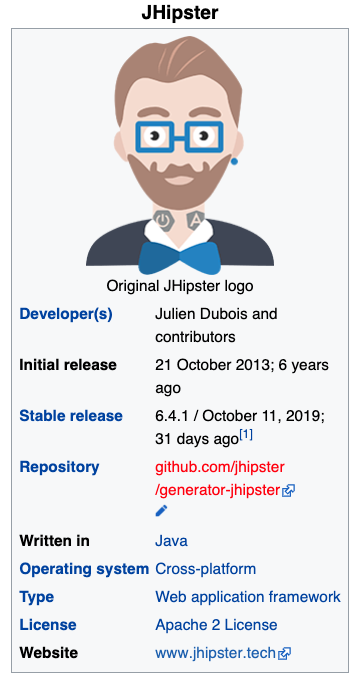 JHipster
Original JHipster logo
Developer(s) Julien Dubois and
contributors
Initial release 21 October 2013; 6 years
ago
Stable release 6.4.1 / October 11, 2019;
31 days ago[1]
Repository github.com/jhipster
/generator-jhipster
Written in Java
Operating system Cross-platform
Type Web application framework
License Apache 2 License
Website www.jhipster.tech